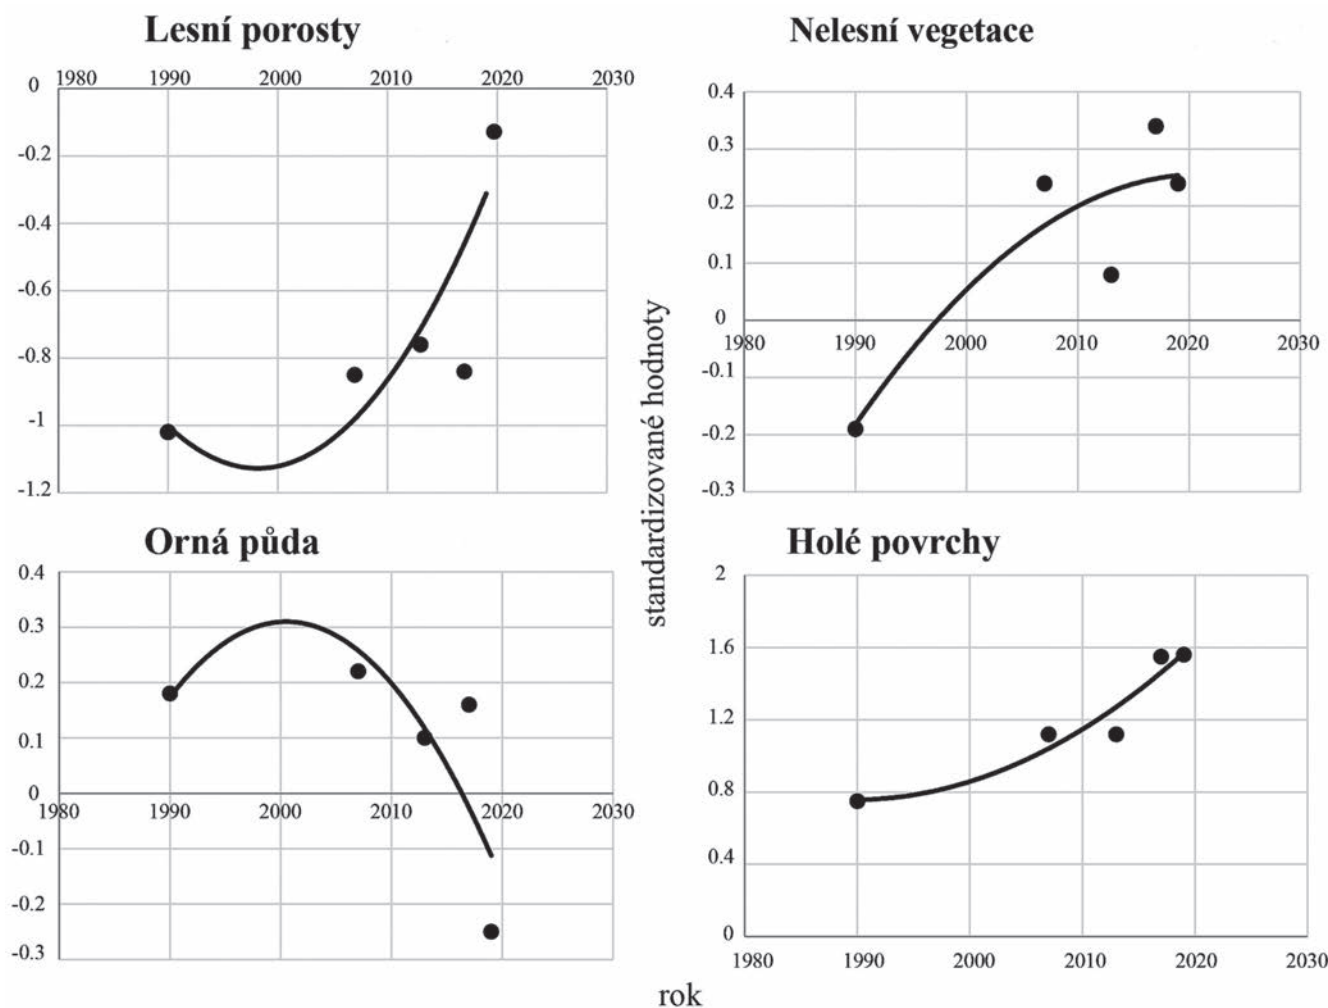 Lesní porosty
0 1980 1990 2000 2010 2020 2030
-0.2
-0.4
-0.6
-0.8
-1
-1.2
Nelesní vegetace
0.4
0.3
0.2
0.1
0
1980 1990 2000 2010 2020 2030
-0.1
-0.2
-0.3
standardizované hodnoty
Orná půda
0.4
0.3
0.2
0.1
0
1980 1990 2000 2010 2020 2030
-0.1
-0.2
-0.3
Holé povrchy
2
1.6
1.2
0.8
0.4
0
1980 1990 2000 2010 2020 2030
rok